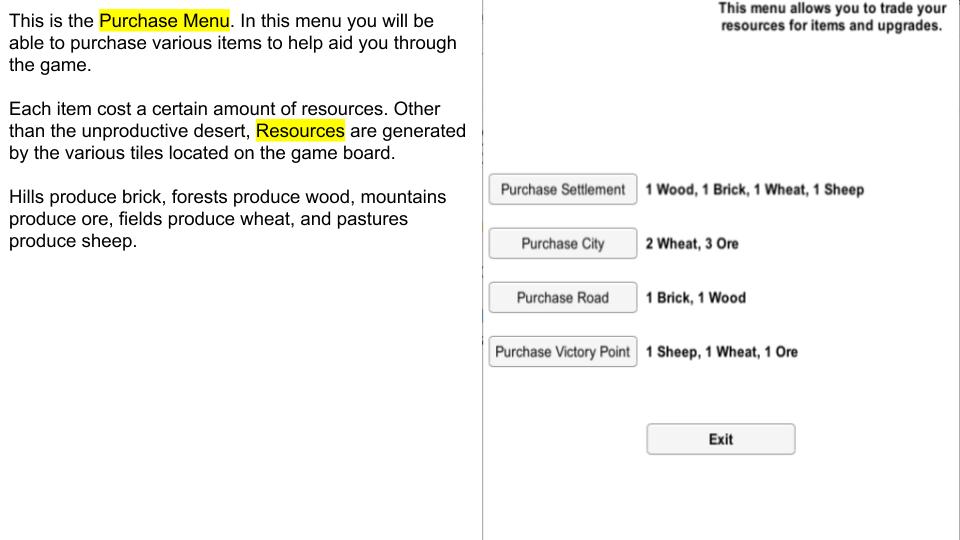 This is the Purchase Menu. In this menu you will be
able to purchase various items to help aid you through
the game.
Each item cost a certain amount of resources. Other
than the unproductive desert, Resources are generated
by the various tiles located on the game board.
Hills produce brick, forests produce wood, mountains
produce ore, fields produce wheat, and pastures
produce sheep.
This menu allows you to trade your
resources for items and upgrades.
Purchase Settlement 1 Wood, 1 Brick, 1 Wheat, 1 Sheep
Purchase City 2 Wheat, 3 Ore
Purchase Road 1 Brick, 1 Wood
Purchase Victory Point 1 Sheep, 1 Wheat, 1 Ore
Exit